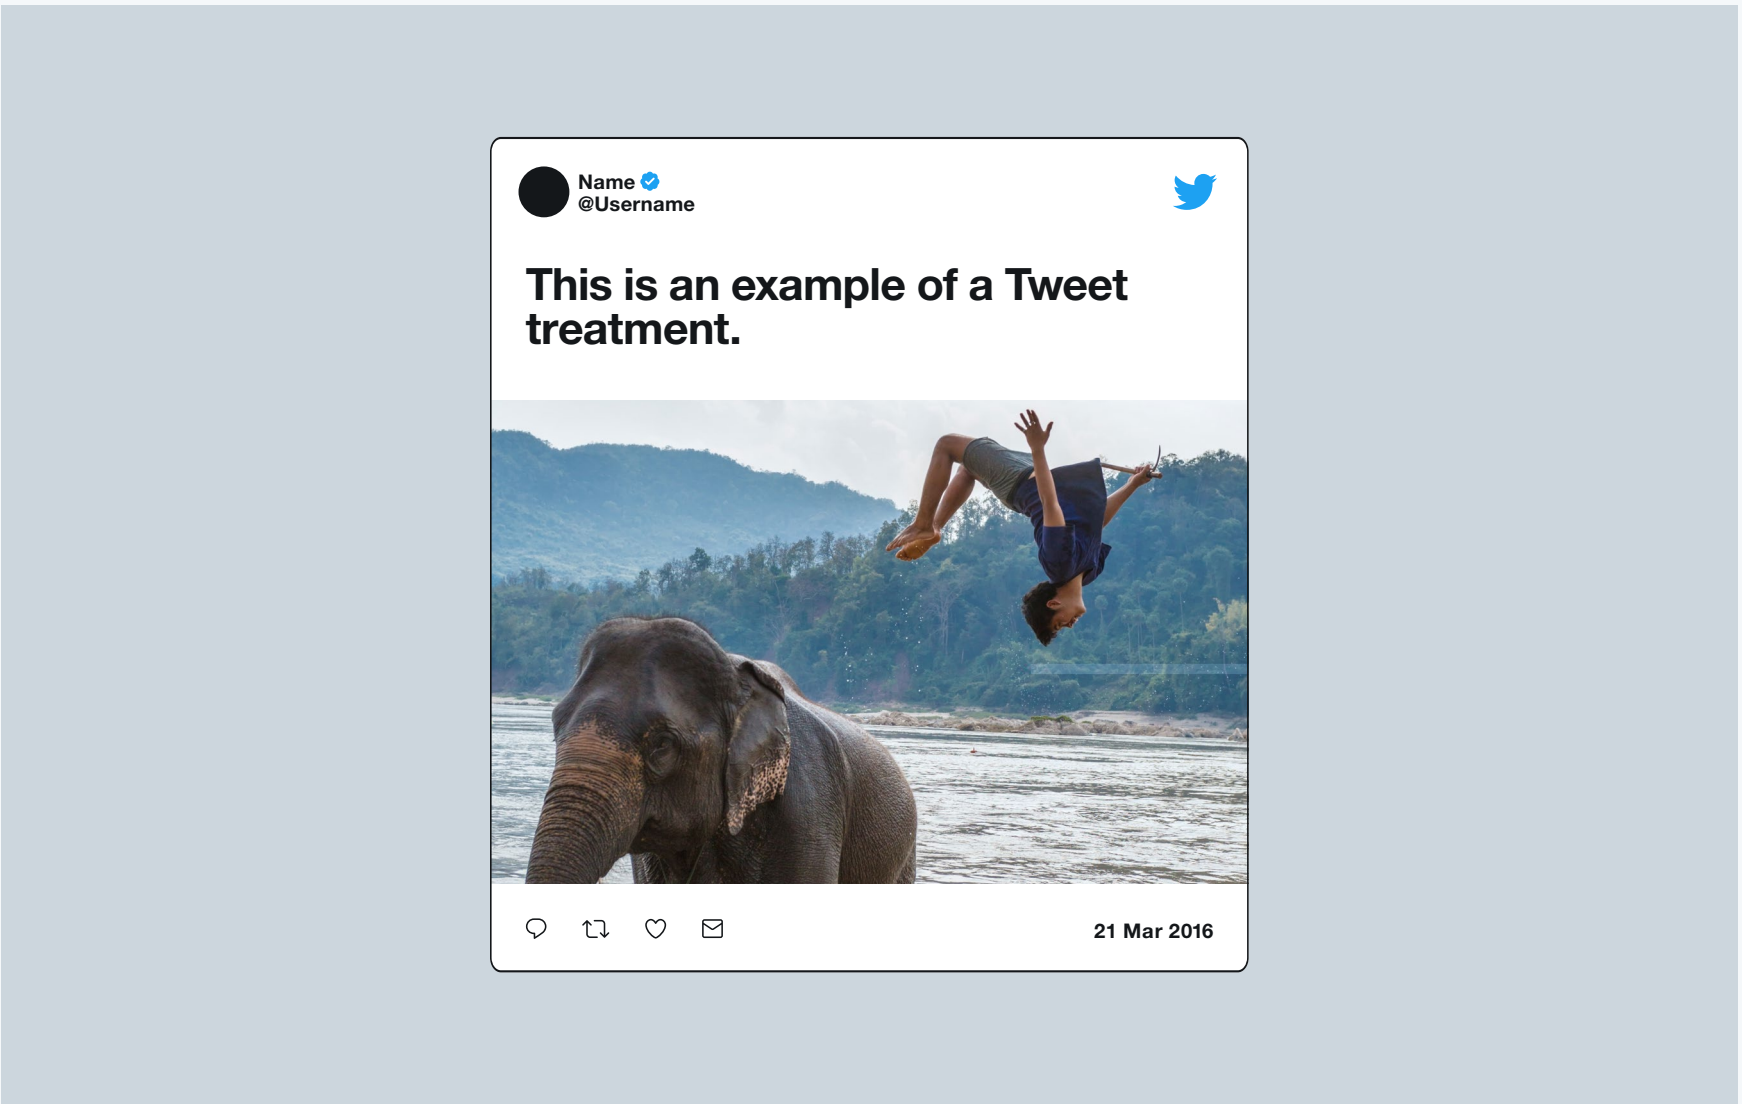 Name
@Username
This is an example of a Tweet
treatment.
21 Mar 2016